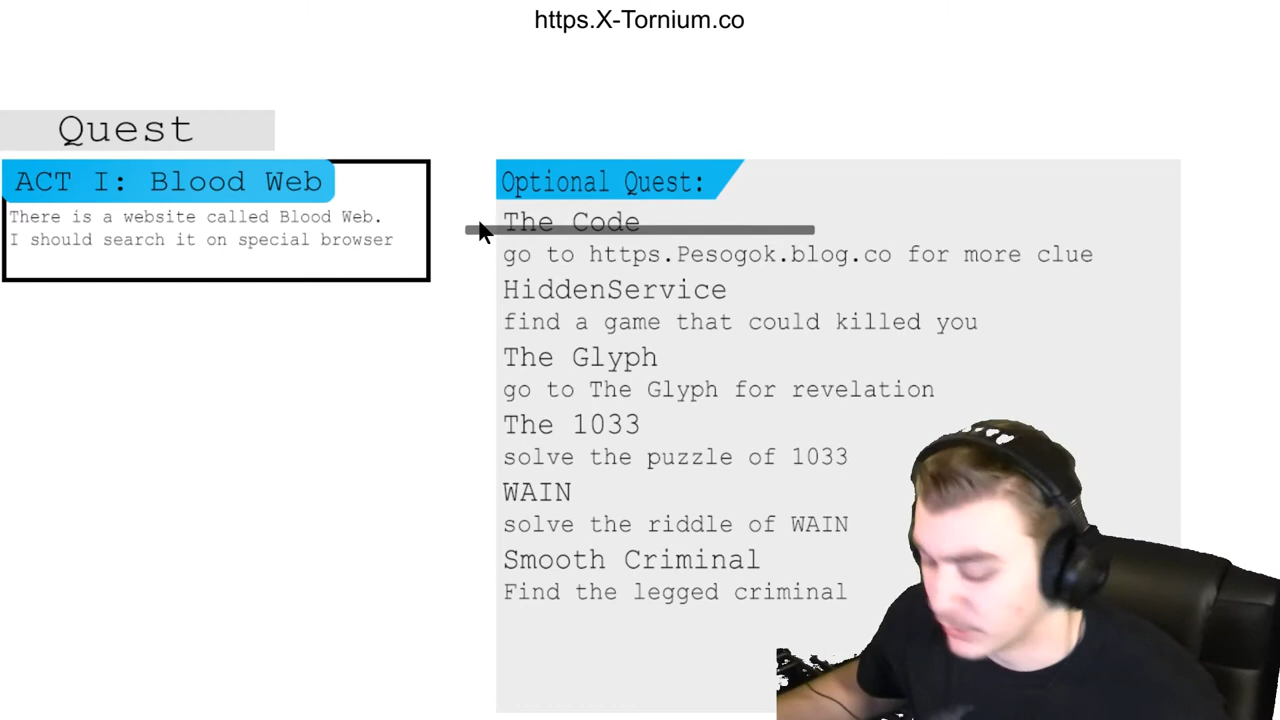 https.X-Tornium.co
Quest
ACT I: Blood Web
There is a website called Blood Web.
I should search it on special browser
Optional Quest:
The Code
go to https.Pesogok.blog.co for more clue
HiddenService
find a game that could killed you
The Glyph
go to The Glyph for revelation
The 1033
solve the puzzle of 1033
WAIN
solve the riddle of WAIN
Smooth Criminal
Find the legged criminal